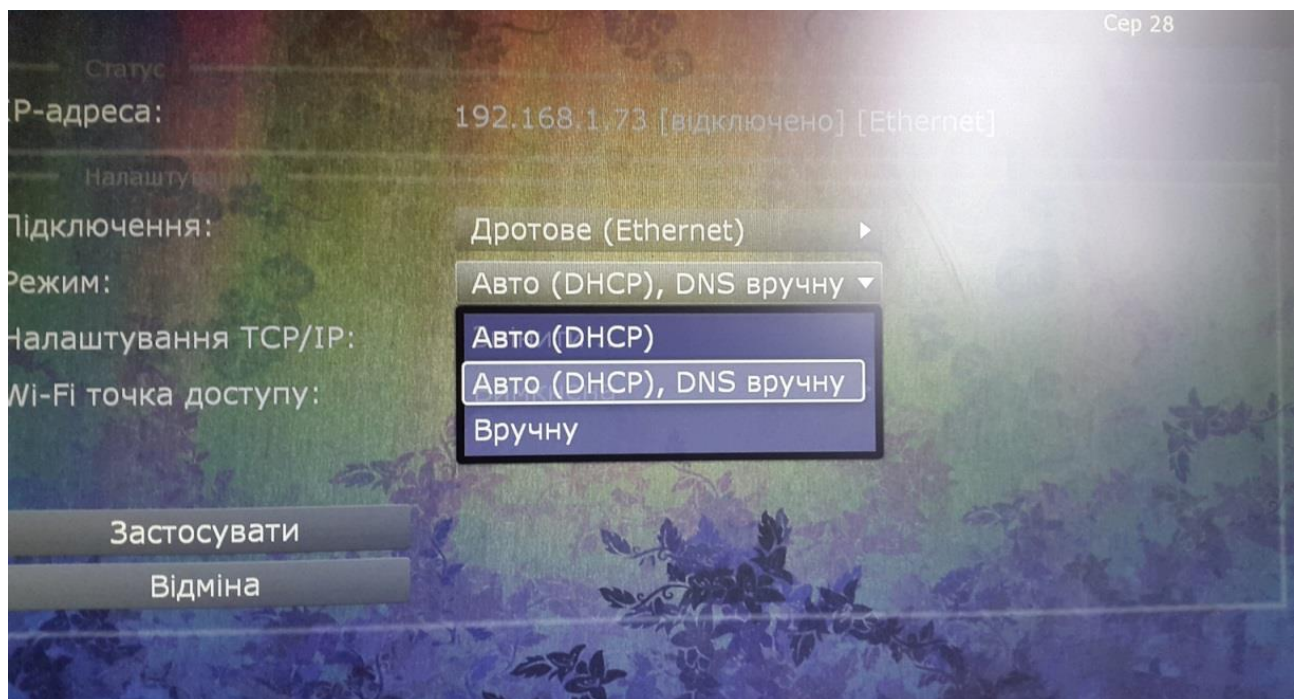 Сер 28
Статус
IP-адреса: 192.168.1.73 [відключено] [Ethernet]
Налаштування
Підключення: Дротове (Ethernet)
Режим: Авто (DHCP), DNS вручну
Налаштування TCP/IP: Авто (DHCP)
Wi-Fi точка доступу: Авто (DHCP), DNS вручну
Вручну
Застосувати
Відміна